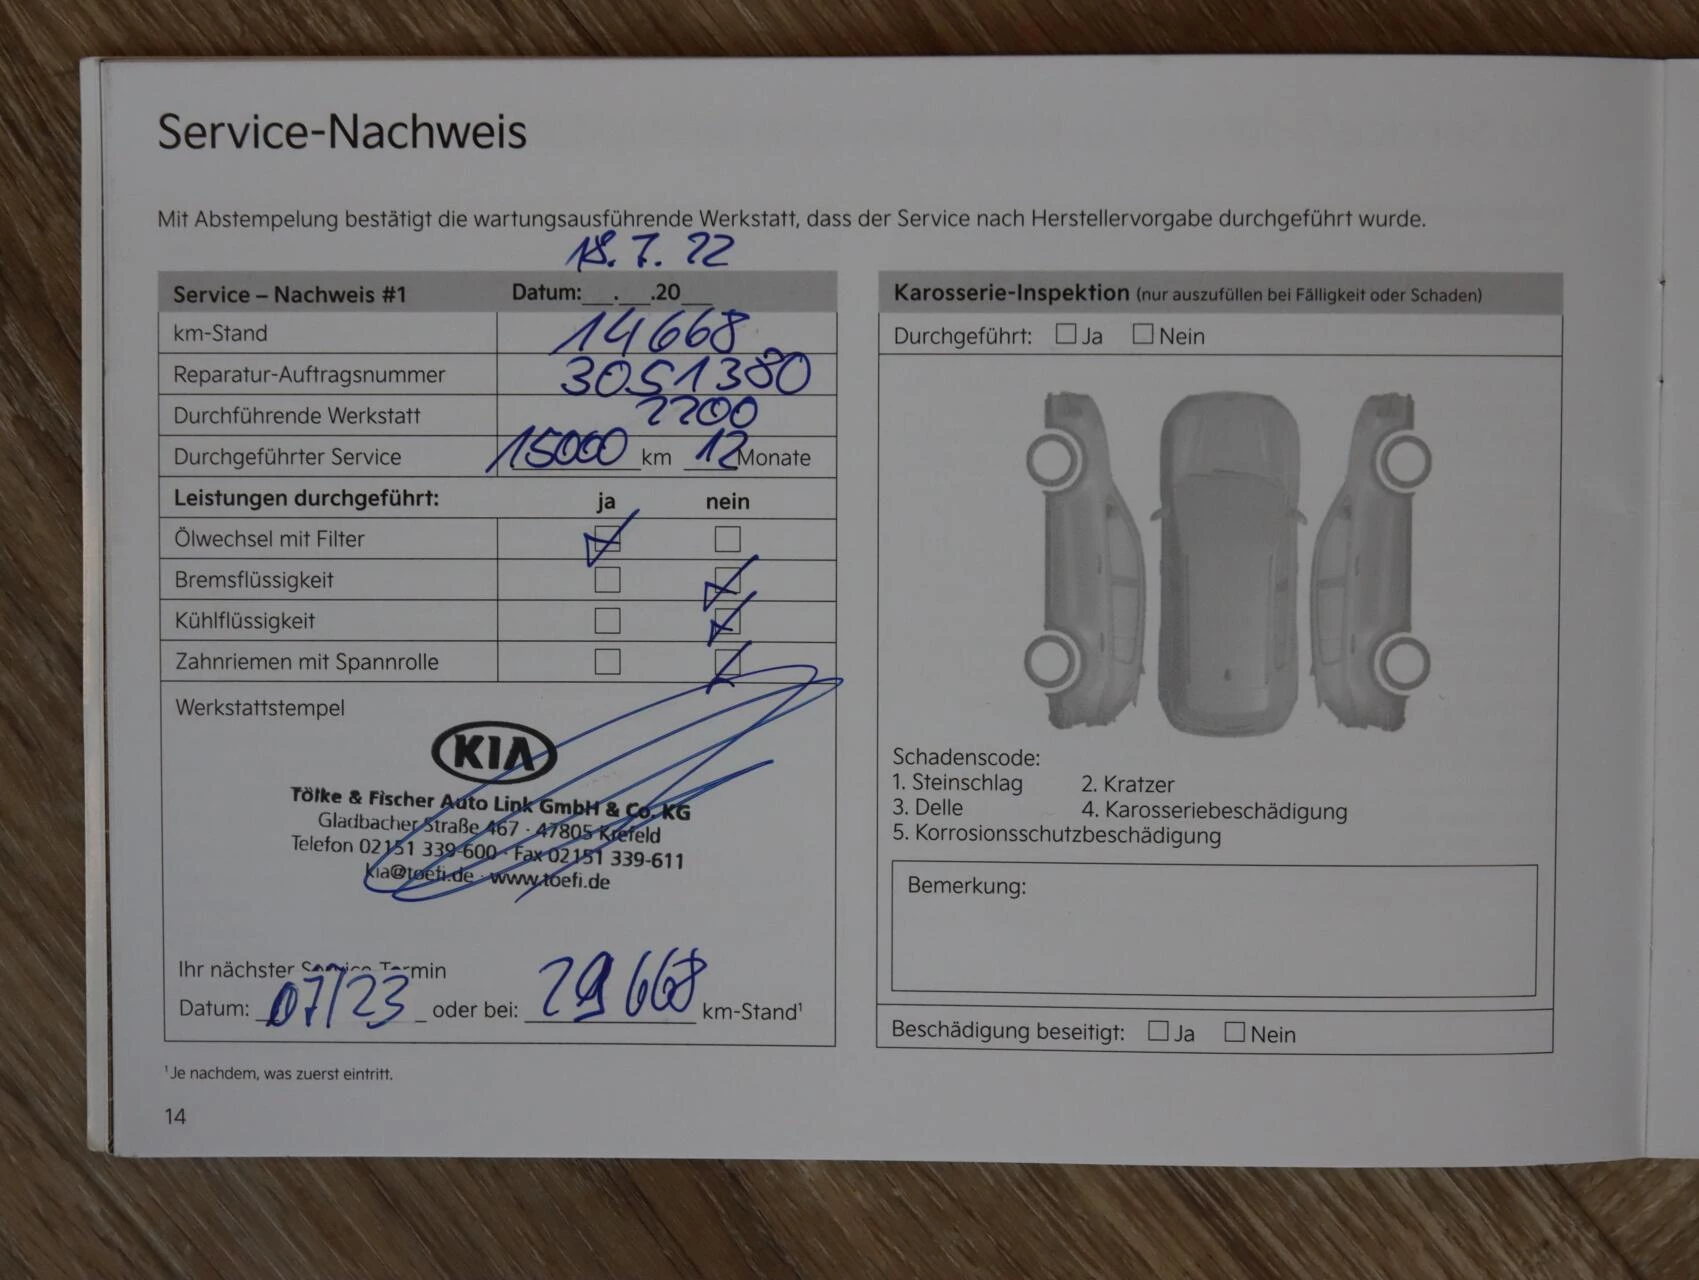 Service-Nachweis
Mit Abstempelung bestätigt die wartungsausführende Werkstatt, dass der Service nach Herstellervorgabe durchgeführt wurde.
18. 7. 22
Service – Nachweis #1 Datum:___.___.20___
km-Stand 14668
Reparatur-Auftragsnummer 3051380
Durchführende Werkstatt 2200
Durchgeführter Service 15000 km 12 Monate
Leistungen durchgeführt: ja nein
Ölwechsel mit Filter
Bremsflüssigkeit
Kühlflüssigkeit
Zahnriemen mit Spannrolle
Werkstattstempel
KIA
Tölke & Fischer Auto Link GmbH & Co. KG
Gladbacher Straße 467 · 47805 Krefeld
Telefon 02151 339-600 · Fax 02151 339-611
kia@toefi.de · www.toefi.de
Ihr nächster Service Termin
Datum: 07/23 oder bei: 29668 km-Stand¹
¹Je nachdem, was zuerst eintritt.
14
Karosserie-Inspektion (nur auszufüllen bei Fälligkeit oder Schaden)
Durchgeführt: Ja Nein
Schadenscode:
1. Steinschlag 2. Kratzer
3. Delle 4. Karosseriebeschädigung
5. Korrosionsschutzbeschädigung
Bemerkung:
Beschädigung beseitigt: Ja Nein